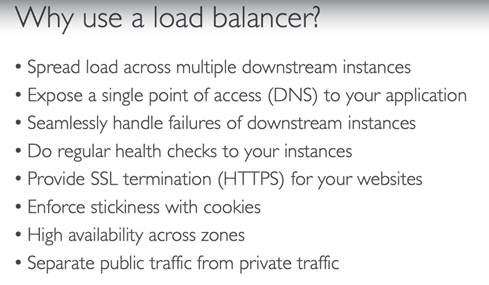 Why use a load balancer?
• Spread load across multiple downstream instances
• Expose a single point of access (DNS) to your application
• Seamlessly handle failures of downstream instances
• Do regular health checks to your instances
• Provide SSL termination (HTTPS) for your websites
• Enforce stickiness with cookies
• High availability across zones
• Separate public traffic from private traffic